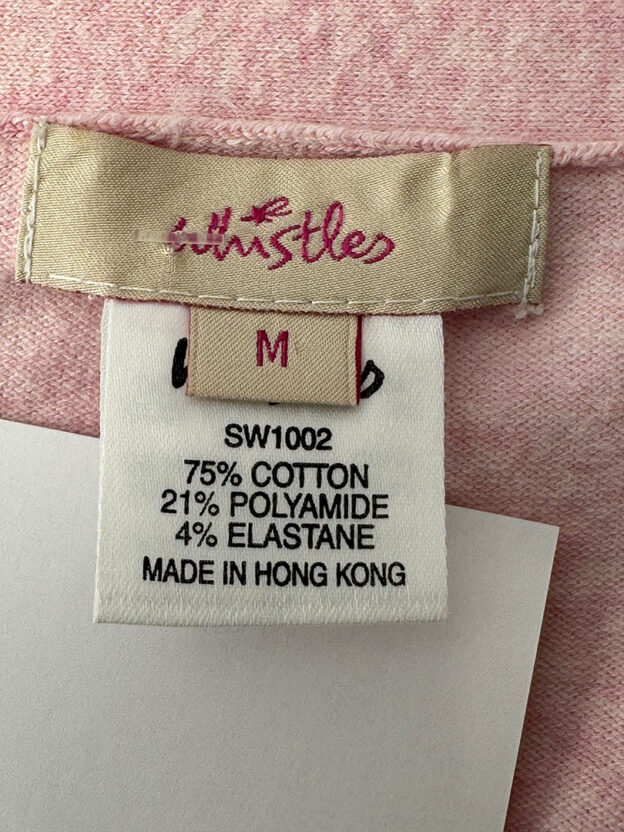 Whistles
M
SW1002
75% COTTON
21% POLYAMIDE
4% ELASTANE
MADE IN HONG KONG